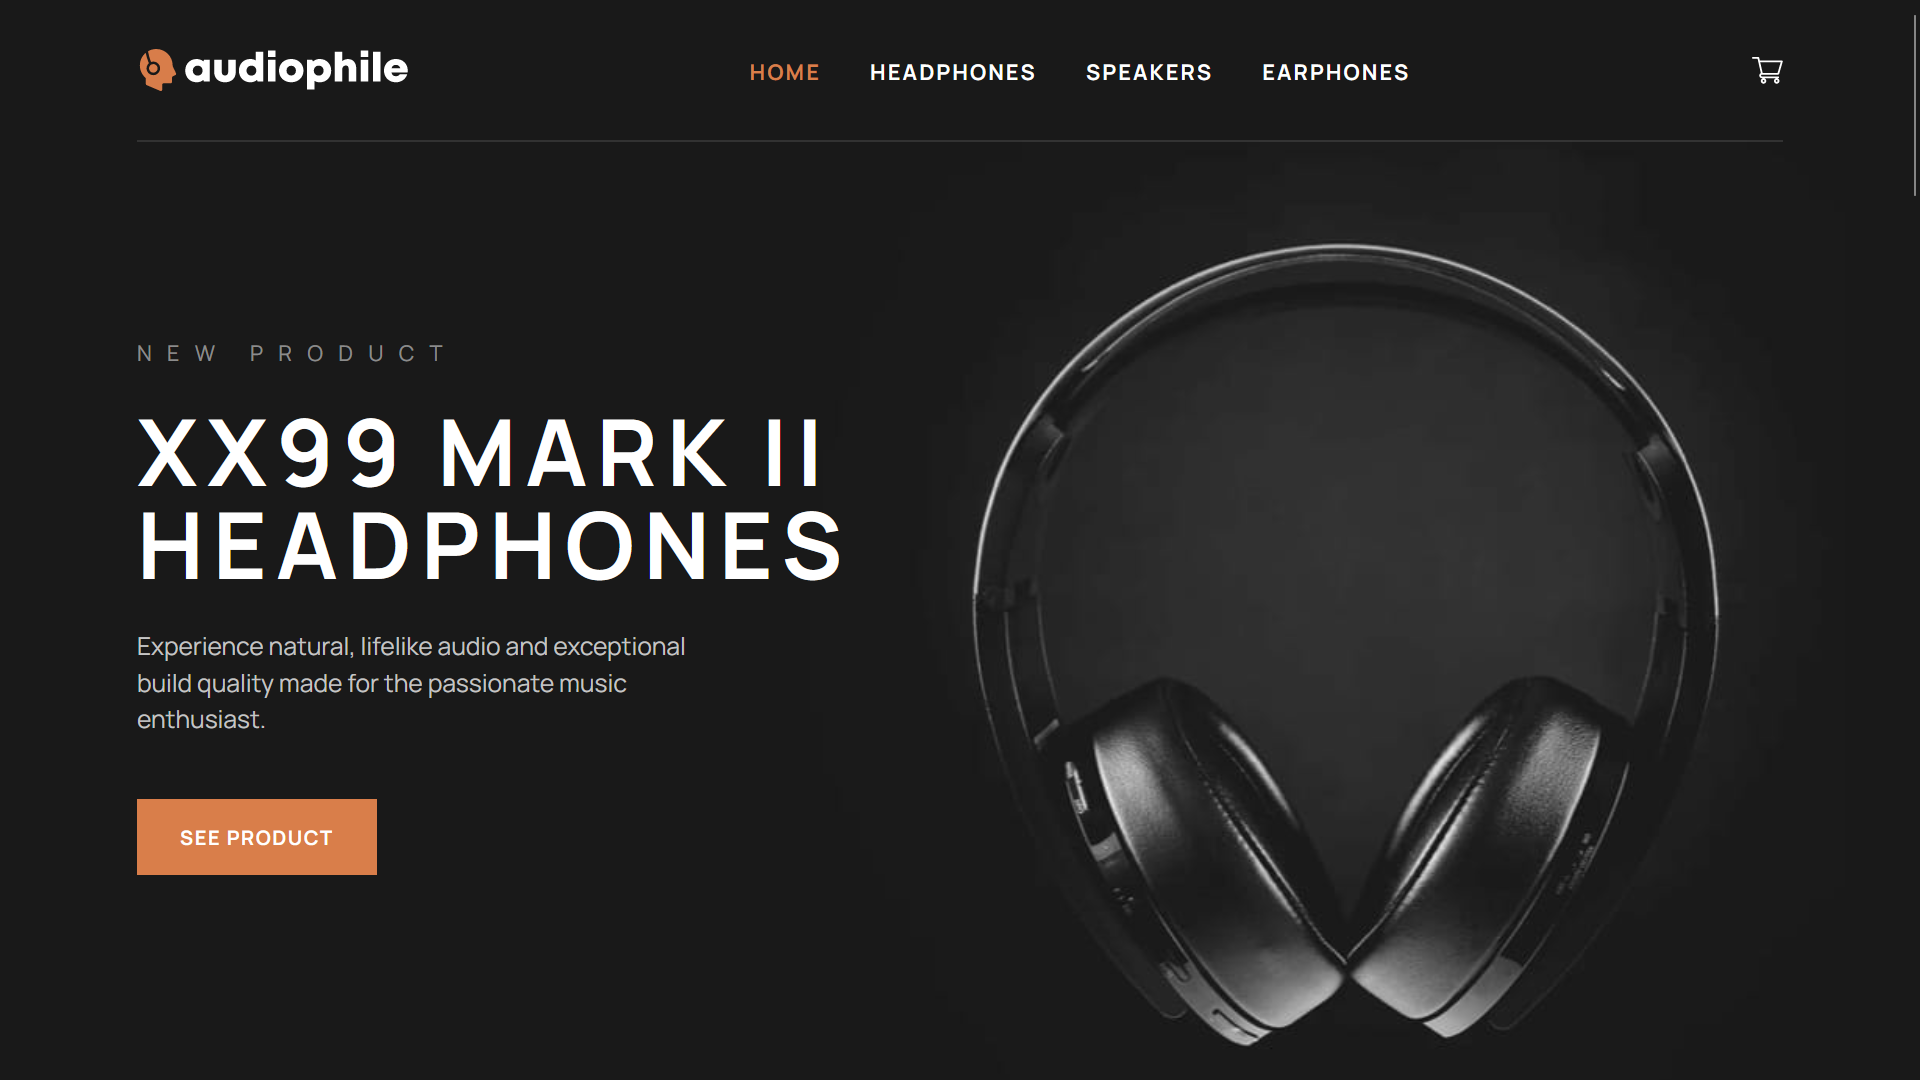 audiophile
HOME HEADPHONES SPEAKERS EARPHONES
NEW PRODUCT
XX99 MARK II
HEADPHONES
Experience natural, lifelike audio and exceptional
build quality made for the passionate music
enthusiast.
SEE PRODUCT